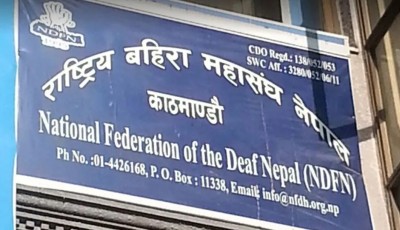 NDFN
CDO Regd.: 138/052/053
SWC Aff. : 3280/052/06/11
राष्ट्रिय बहिरा महासंघ नेपाल
काठमाण्डौ
National Federation of the Deaf Nepal (NDFN)
Ph No.:01-4426168, P. O. Box : 11338, Email: info@nfdh.org.np